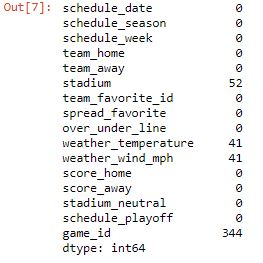 Out[7]: schedule_date 0
schedule_season 0
schedule_week 0
team_home 0
team_away 0
stadium 52
team_favorite_id 0
spread_favorite 0
over_under_line 0
weather_temperature 41
weather_wind_mph 41
score_home 0
score_away 0
stadium_neutral 0
schedule_playoff 0
game_id 344
dtype: int64